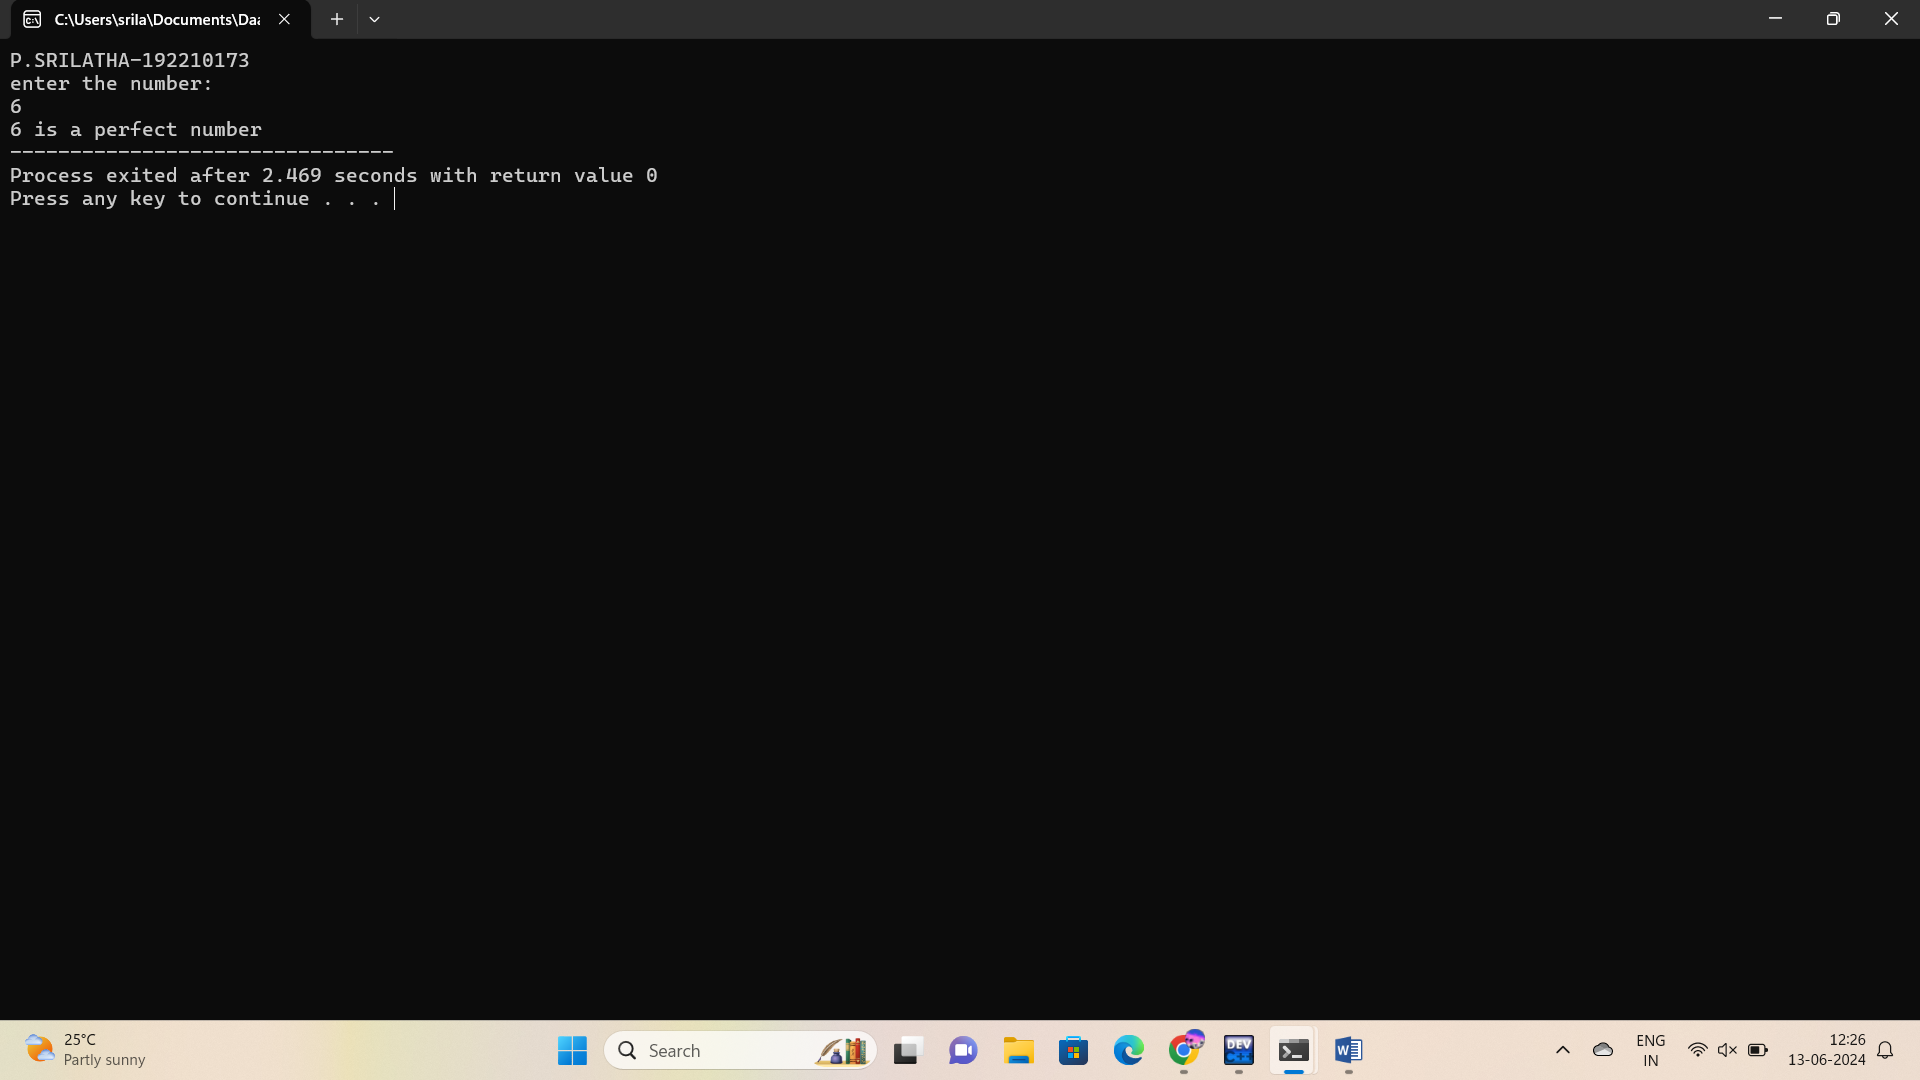 C:\Users\srila\Documents\Daa
P.SRILATHA-192210173
enter the number:
6
6 is a perfect number
--------------------------------
Process exited after 2.469 seconds with return value 0
Press any key to continue . . .
25°C
Partly sunny
Search
DEV
C++
W
ENG
IN
12:26
13-06-2024